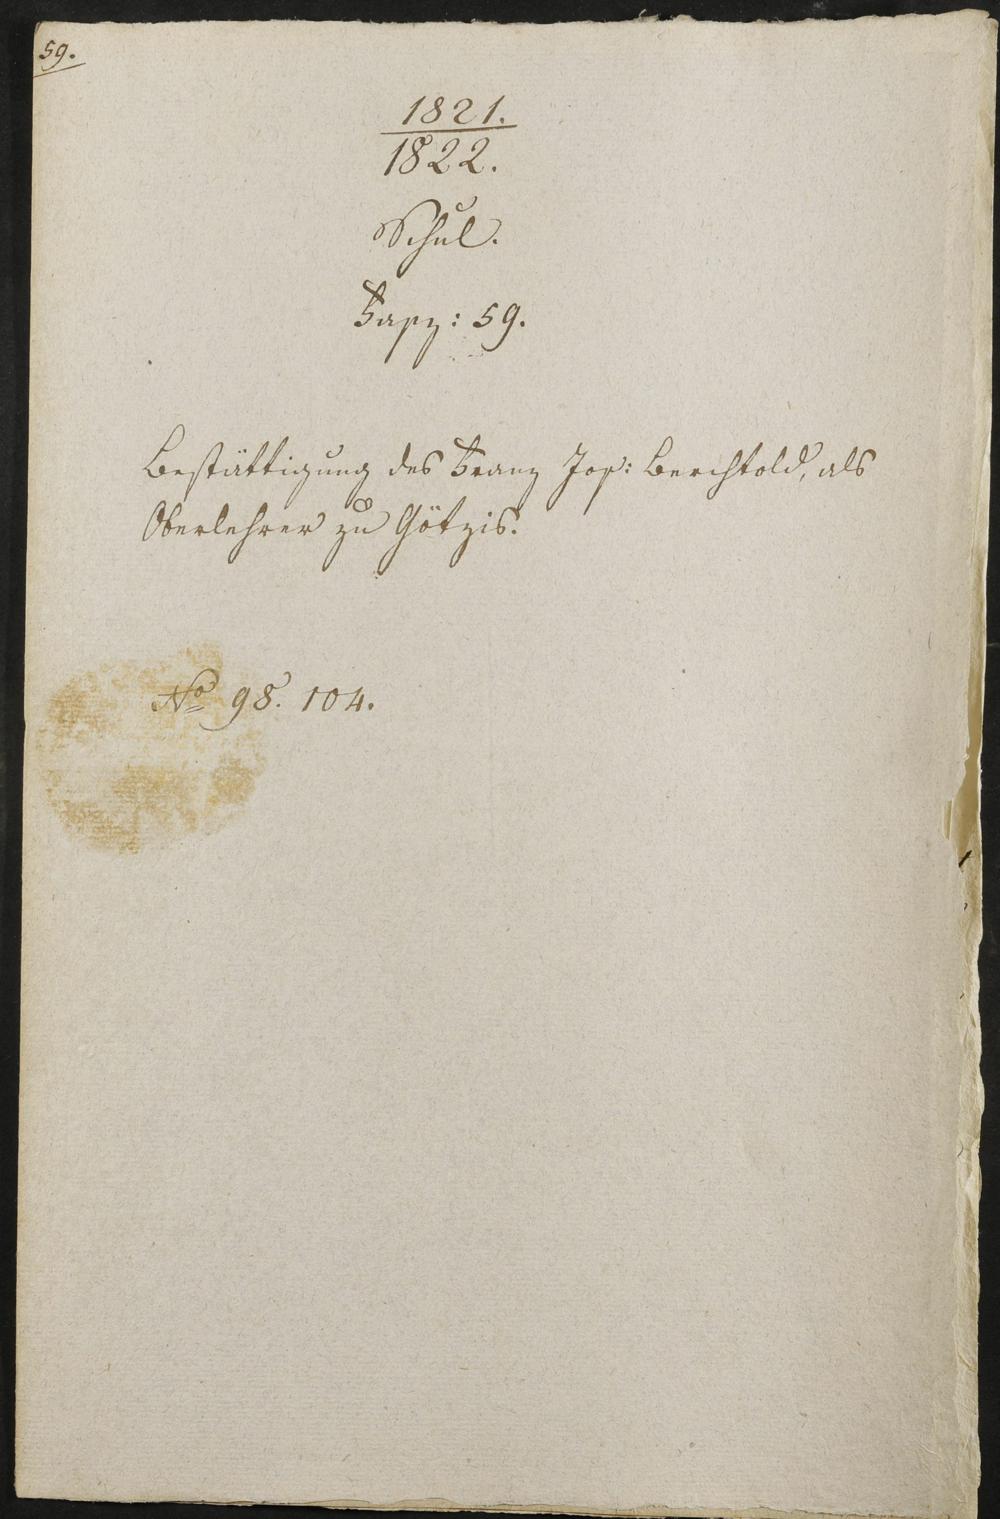 59.
1821.
1822.
Schul.
Fasz: 59.
Bestättigung des Franz Jos: Berchtold, als
Oberlehrer zu Götzis.
No 98. 104.